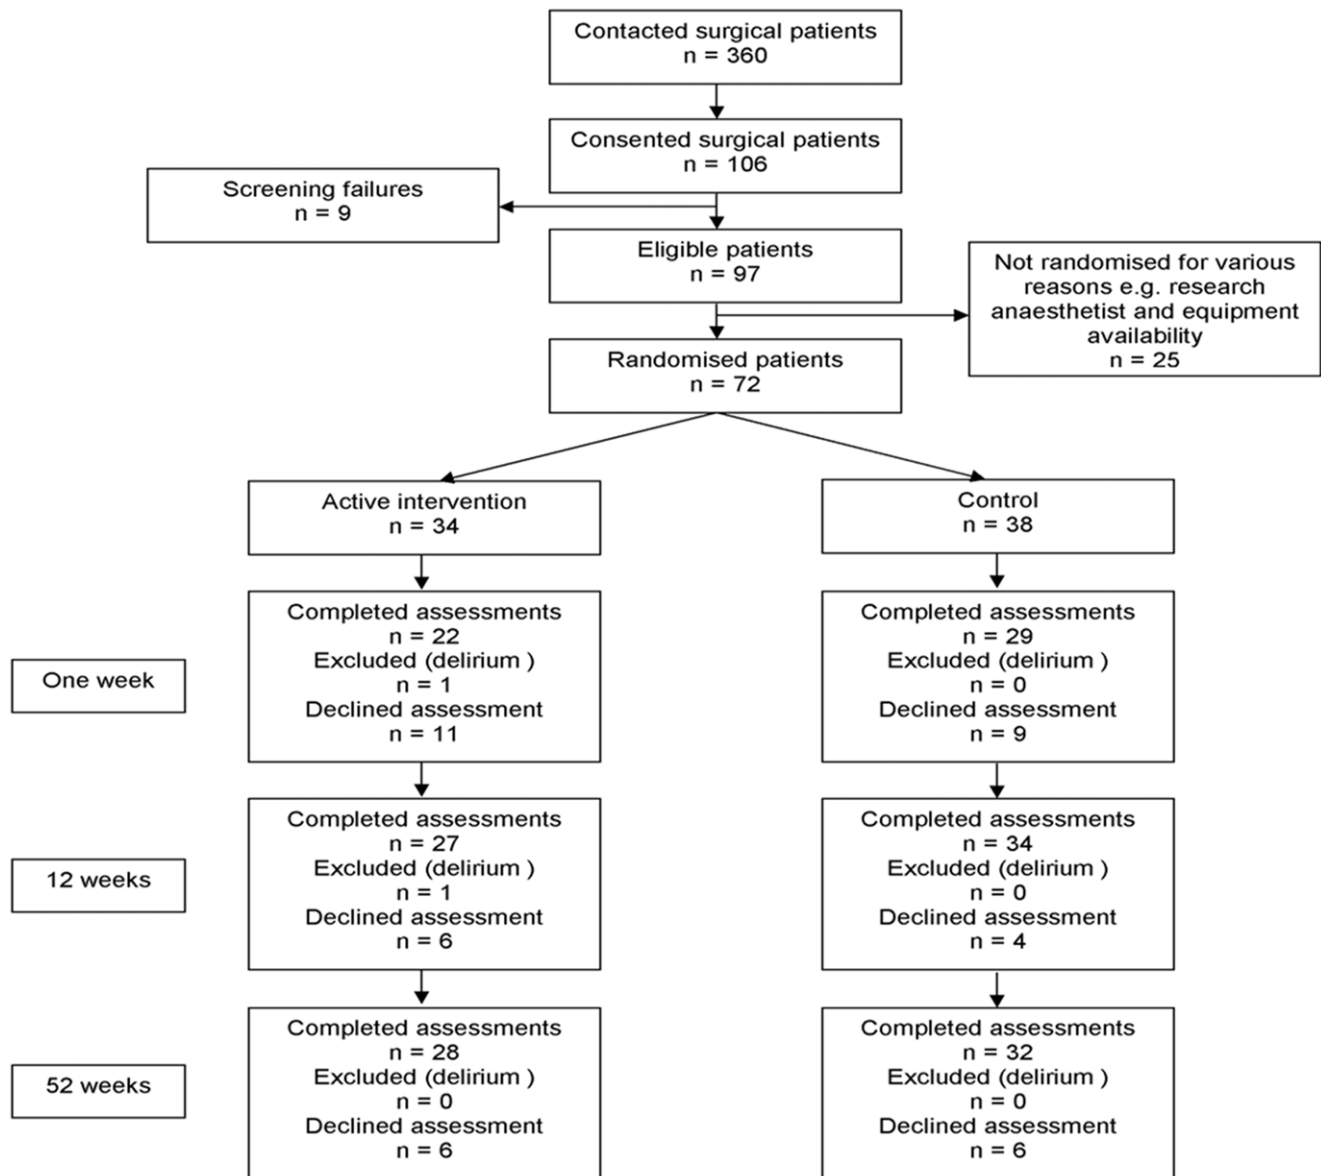 Contacted surgical patients
n = 360
Consented surgical patients
n = 106
Screening failures
n = 9
Eligible patients
n = 97
Not randomised for various
reasons e.g. research
anaesthetist and equipment
availability
n = 25
Randomised patients
n = 72
Active intervention
n = 34
Control
n = 38
One week
Completed assessments
n = 22
Excluded (delirium )
n = 1
Declined assessment
n = 11
Completed assessments
n = 29
Excluded (delirium )
n = 0
Declined assessment
n = 9
12 weeks
Completed assessments
n = 27
Excluded (delirium )
n = 1
Declined assessment
n = 6
Completed assessments
n = 34
Excluded (delirium )
n = 0
Declined assessment
n = 4
52 weeks
Completed assessments
n = 28
Excluded (delirium )
n = 0
Declined assessment
n = 6
Completed assessments
n = 32
Excluded (delirium )
n = 0
Declined assessment
n = 6